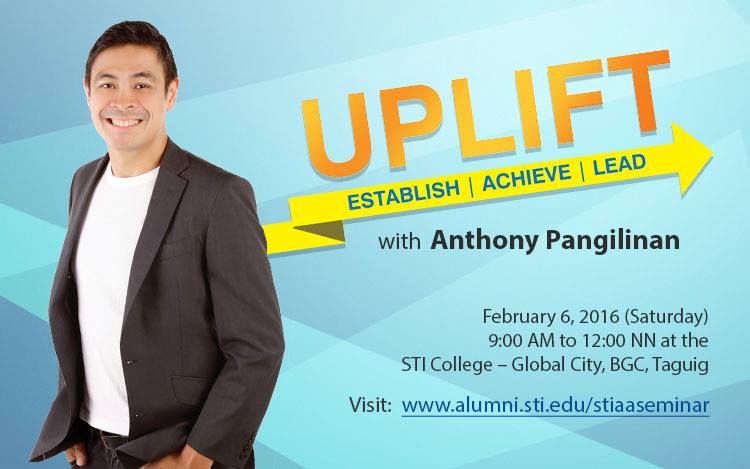 UPLIFT
ESTABLISH | ACHIEVE | LEAD
with Anthony Pangilinan
February 6, 2016 (Saturday)
9:00 AM to 12:00 NN at the
STI College – Global City, BGC, Taguig
Visit: www.alumni.sti.edu/stiaaseminar